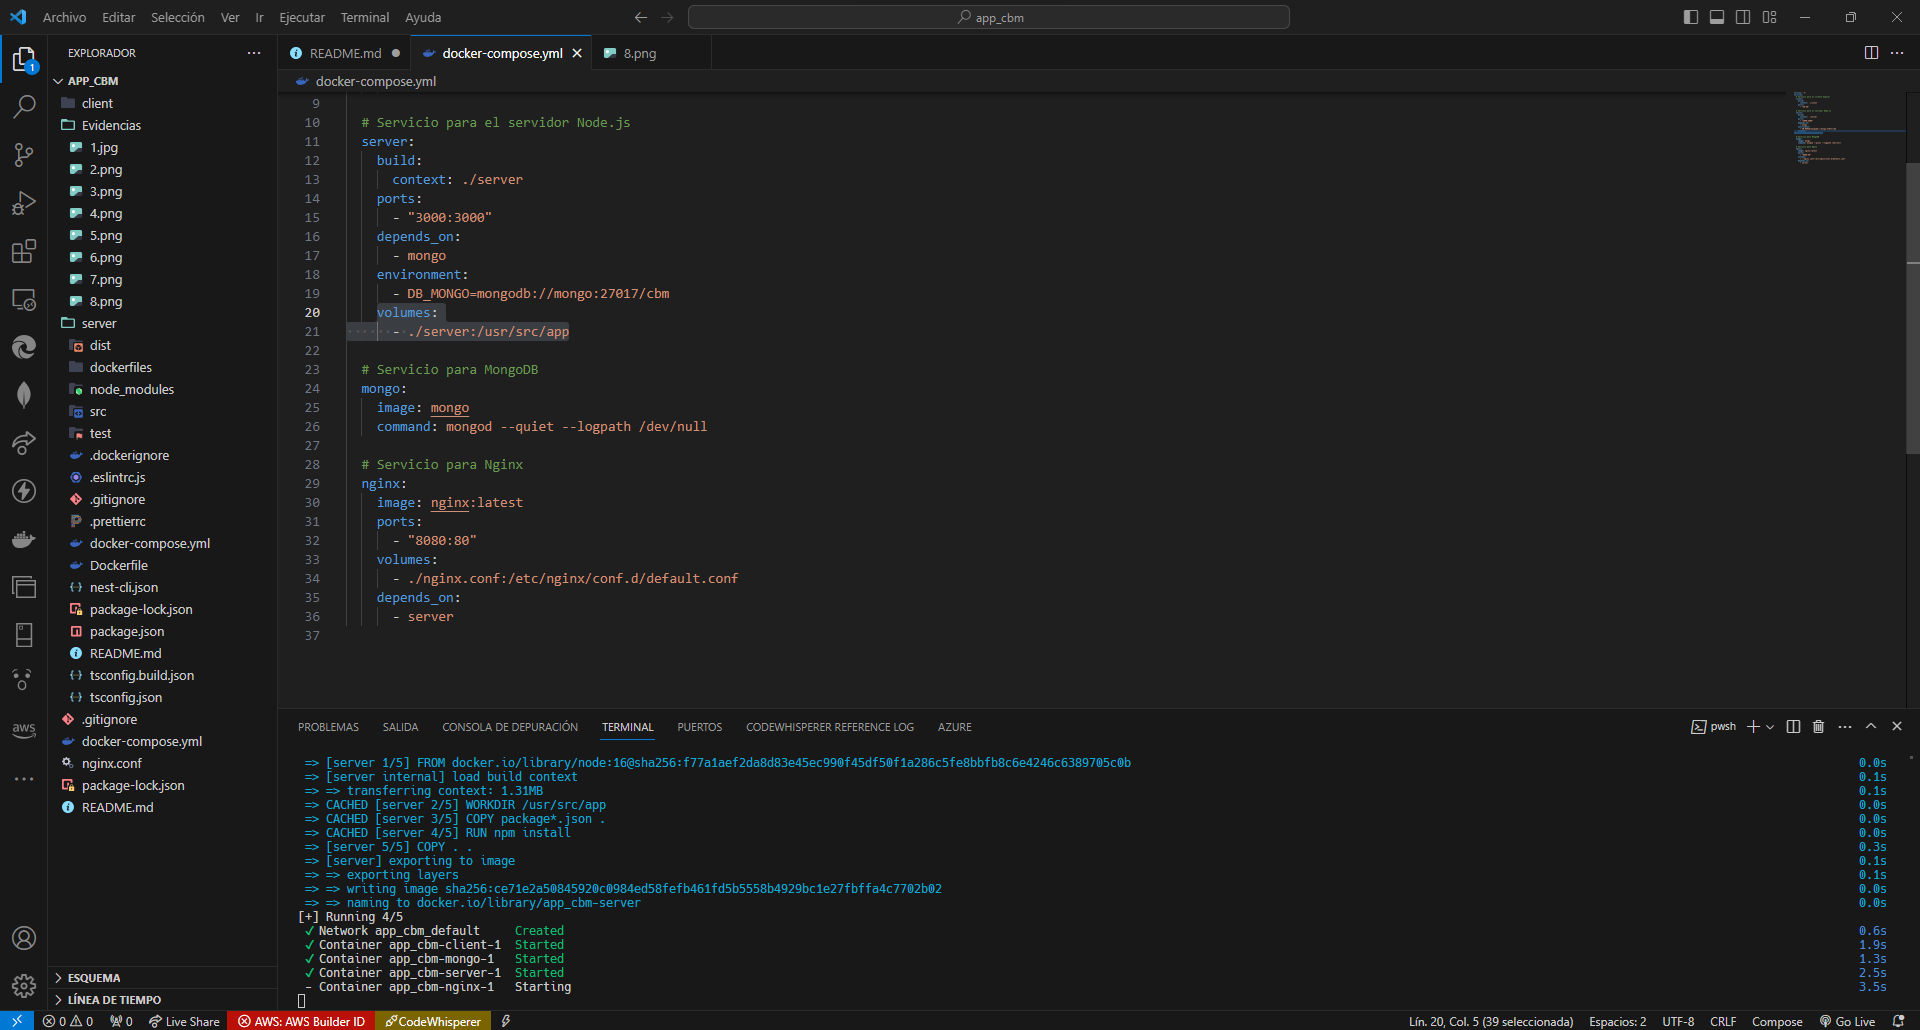 Archivo Editar Selección Ver Ir Ejecutar Terminal Ayuda
app_cbm
EXPLORADOR
README.md
docker-compose.yml
8.png
docker-compose.yml
1
APP_CBM
client
Evidencias
1.jpg
2.png
3.png
4.png
5.png
6.png
7.png
8.png
server
dist
dockerfiles
node_modules
src
test
.dockerignore
.eslintrc.js
.gitignore
.prettierrc
docker-compose.yml
Dockerfile
nest-cli.json
package-lock.json
package.json
README.md
tsconfig.build.json
tsconfig.json
.gitignore
docker-compose.yml
nginx.conf
package-lock.json
README.md
ESQUEMA
LÍNEA DE TIEMPO
aws
9
10 # Servicio para el servidor Node.js
11 server:
12 build:
13 context: ./server
14 ports:
15 - "3000:3000"
16 depends_on:
17 - mongo
18 environment:
19 - DB_MONGO=mongodb://mongo:27017/cbm
20 volumes:
21 - ./server:/usr/src/app
22
23 # Servicio para MongoDB
24 mongo:
25 image: mongo
26 command: mongod --quiet --logpath /dev/null
27
28 # Servicio para Nginx
29 nginx:
30 image: nginx:latest
31 ports:
32 - "8080:80"
33 volumes:
34 - ./nginx.conf:/etc/nginx/conf.d/default.conf
35 depends_on:
36 - server
37
PROBLEMAS SALIDA CONSOLA DE DEPURACIÓN TERMINAL PUERTOS CODEWHISPERER REFERENCE LOG AZURE
pwsh
=> [server 1/5] FROM docker.io/library/node:16@sha256:f77a1aef2da8d83e45ec990f45df50f1a286c5fe8bbfb8c6e4246c6389705c0b 0.0s
=> [server internal] load build context 0.1s
=> => transferring context: 1.31MB 0.1s
=> CACHED [server 2/5] WORKDIR /usr/src/app 0.0s
=> CACHED [server 3/5] COPY package*.json . 0.0s
=> CACHED [server 4/5] RUN npm install 0.0s
=> [server 5/5] COPY . . 0.3s
=> [server] exporting to image 0.1s
=> => exporting layers 0.1s
=> => writing image sha256:ce71e2a50845920c0984ed58fefb461fd5b5558b4929bc1e27fbffa4c7702b02 0.0s
=> => naming to docker.io/library/app_cbm-server 0.0s
[+] Running 4/5
✓ Network app_cbm_default Created 0.6s
✓ Container app_cbm-client-1 Started 1.9s
✓ Container app_cbm-mongo-1 Started 1.3s
✓ Container app_cbm-server-1 Started 2.5s
- Container app_cbm-nginx-1 Starting 3.5s
0 0 0 Live Share AWS: AWS Builder ID CodeWhisperer
Lín. 20, Col. 5 (39 seleccionada) Espacios: 2 UTF-8 CRLF Compose Go Live